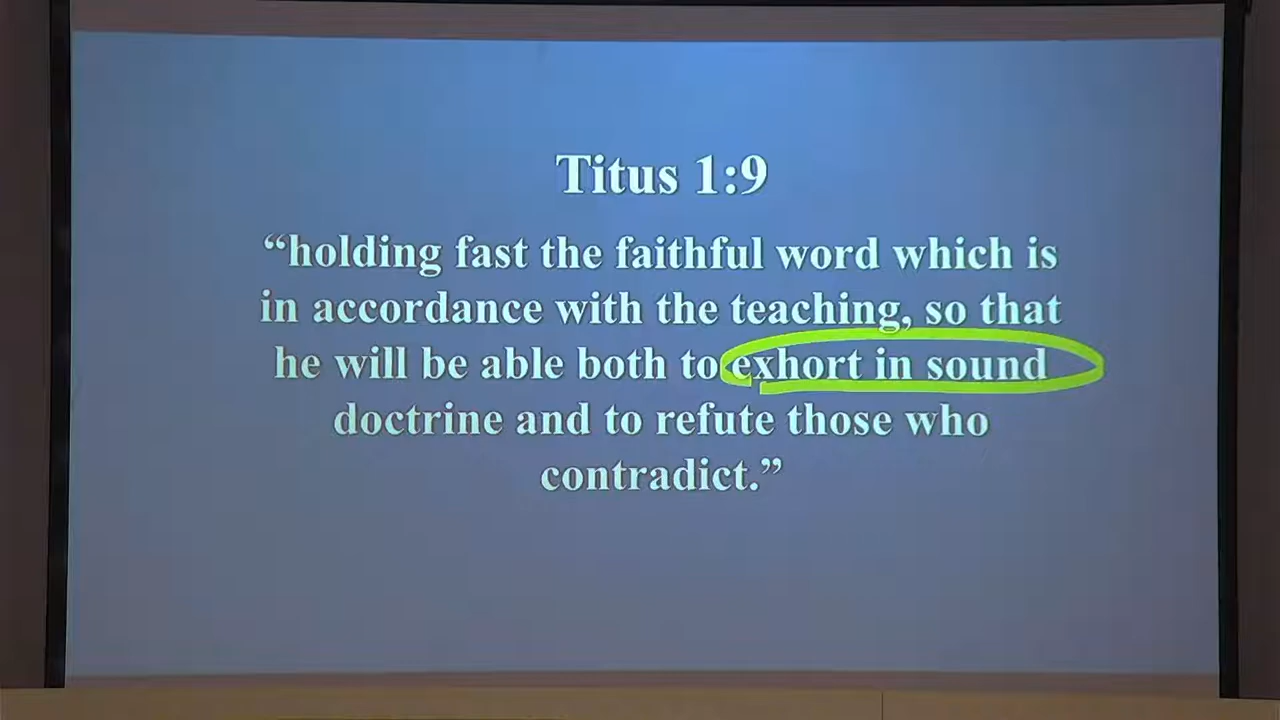 Titus 1:9
“holding fast the faithful word which is
in accordance with the teaching, so that
he will be able both to exhort in sound
doctrine and to refute those who
contradict.”